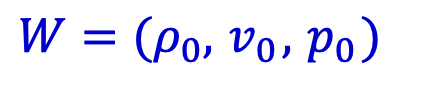 W = (ρ₀, v₀, p₀)